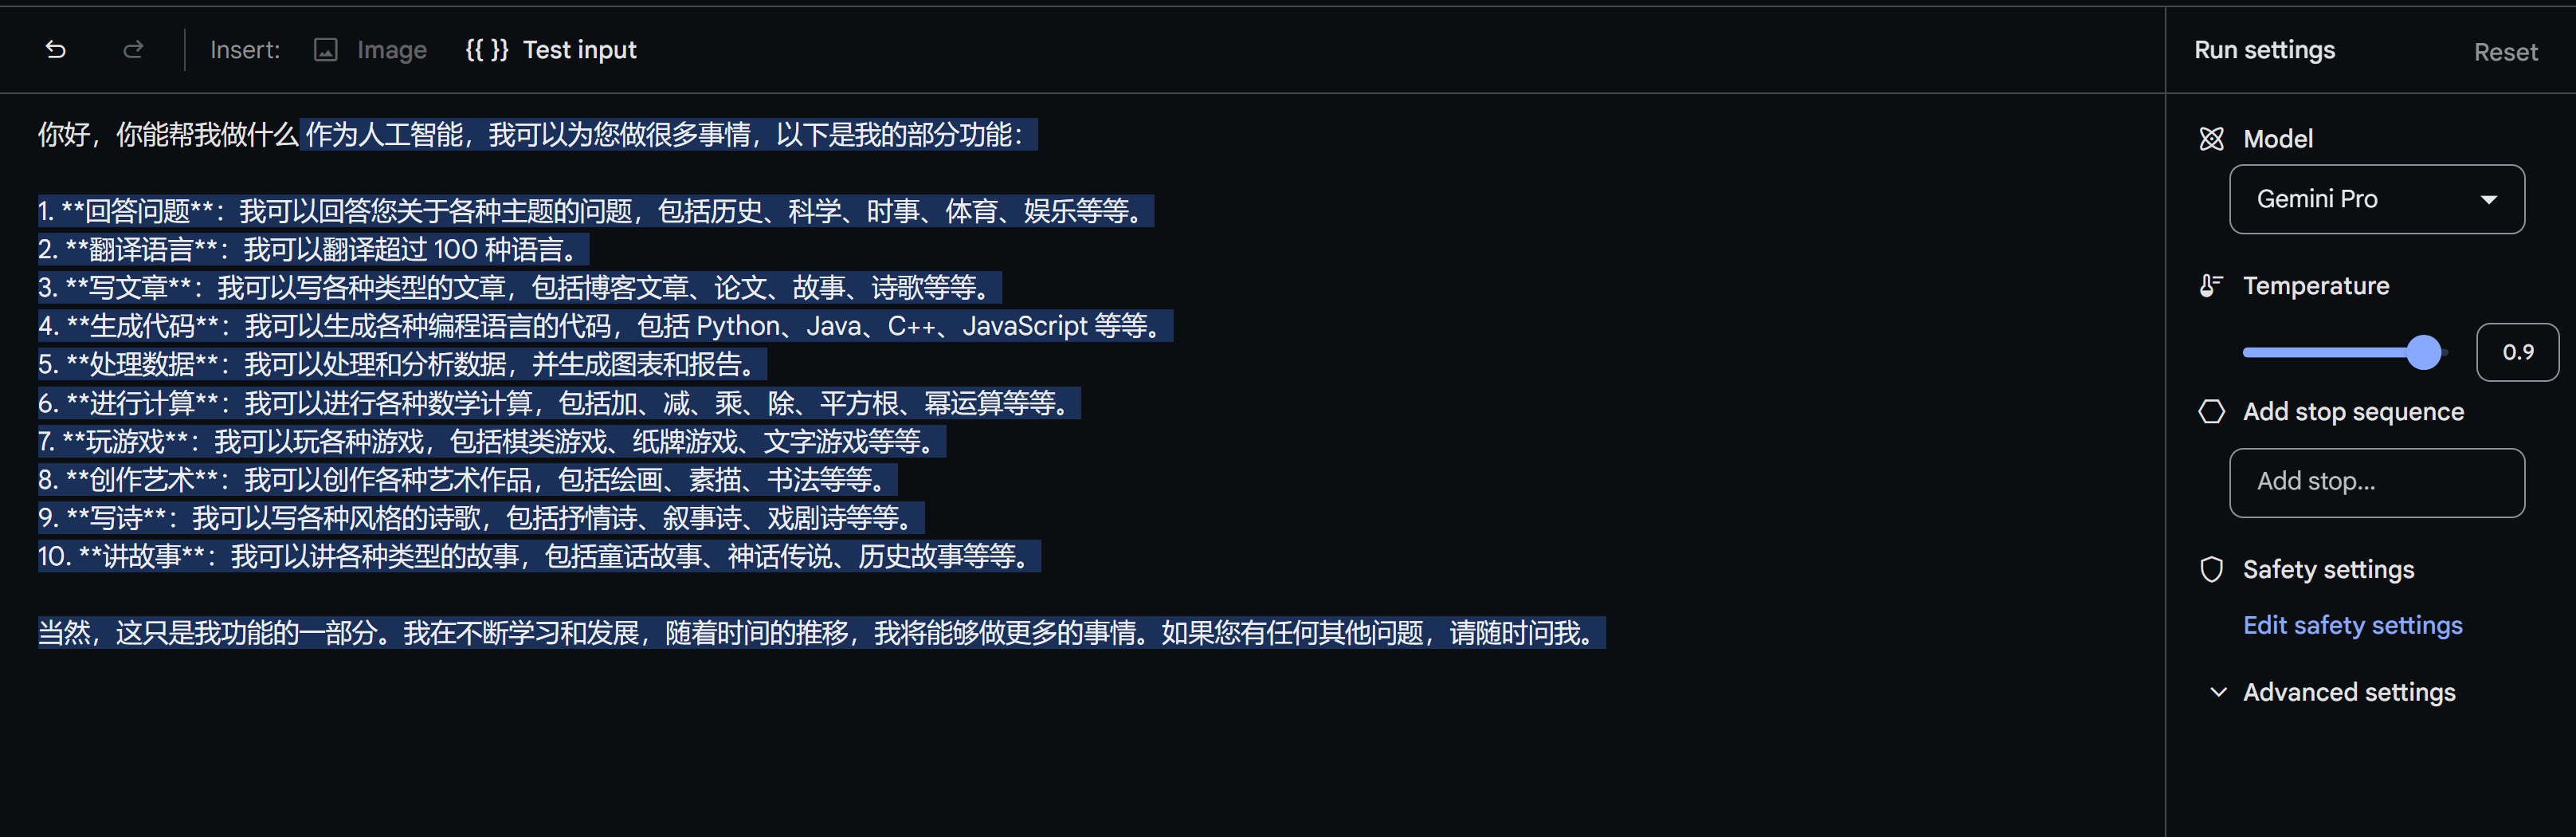 Insert: Image {{ }} Test input
Run settings Reset
你好，你能帮我做什么 作为人工智能，我可以为您做很多事情，以下是我的部分功能：
1. **回答问题**：我可以回答您关于各种主题的问题，包括历史、科学、时事、体育、娱乐等等。
2. **翻译语言**：我可以翻译超过 100 种语言。
3. **写文章**：我可以写各种类型的文章，包括博客文章、论文、故事、诗歌等等。
4. **生成代码**：我可以生成各种编程语言的代码，包括 Python、Java、C++、JavaScript 等等。
5. **处理数据**：我可以处理和分析数据，并生成图表和报告。
6. **进行计算**：我可以进行各种数学计算，包括加、减、乘、除、平方根、幂运算等等。
7. **玩游戏**：我可以玩各种游戏，包括棋类游戏、纸牌游戏、文字游戏等等。
8. **创作艺术**：我可以创作各种艺术作品，包括绘画、素描、书法等等。
9. **写诗**：我可以写各种风格的诗歌，包括抒情诗、叙事诗、戏剧诗等等。
10. **讲故事**：我可以讲各种类型的故事，包括童话故事、神话传说、历史故事等等。
当然，这只是我功能的一部分。我在不断学习和发展，随着时间的推移，我将能够做更多的事情。如果您有任何其他问题，请随时问我。
Model
Gemini Pro
Temperature
0.9
Add stop sequence
Add stop...
Safety settings
Edit safety settings
Advanced settings